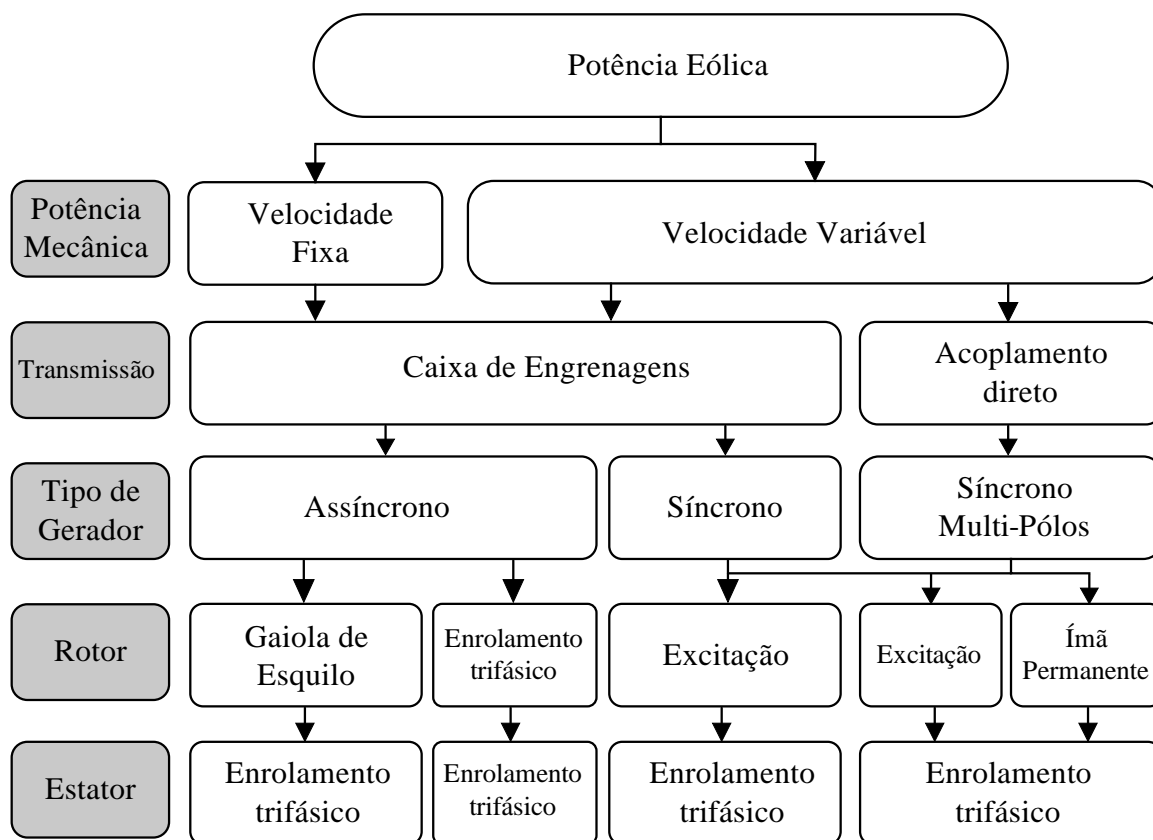 Potência Eólica
Potência
Mecânica
Velocidade
Fixa
Velocidade Variável
Transmissão
Caixa de Engrenagens
Acoplamento
direto
Tipo de
Gerador
Assíncrono
Síncrono
Síncrono
Multi-Pólos
Rotor
Gaiola de
Esquilo
Enrolamento
trifásico
Excitação
Excitação
Ímã
Permanente
Estator
Enrolamento
trifásico
Enrolamento
trifásico
Enrolamento
trifásico
Enrolamento
trifásico